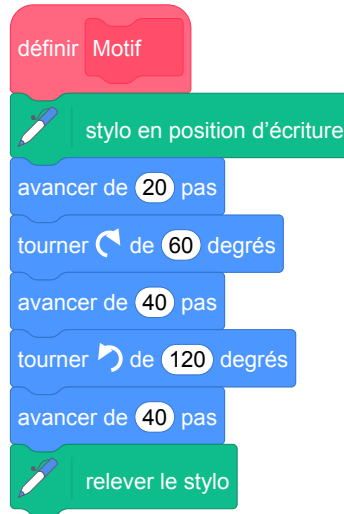 définir Motif
stylo en position d’écriture
avancer de 20 pas
tourner de 60 degrés
avancer de 40 pas
tourner de 120 degrés
avancer de 40 pas
relever le stylo